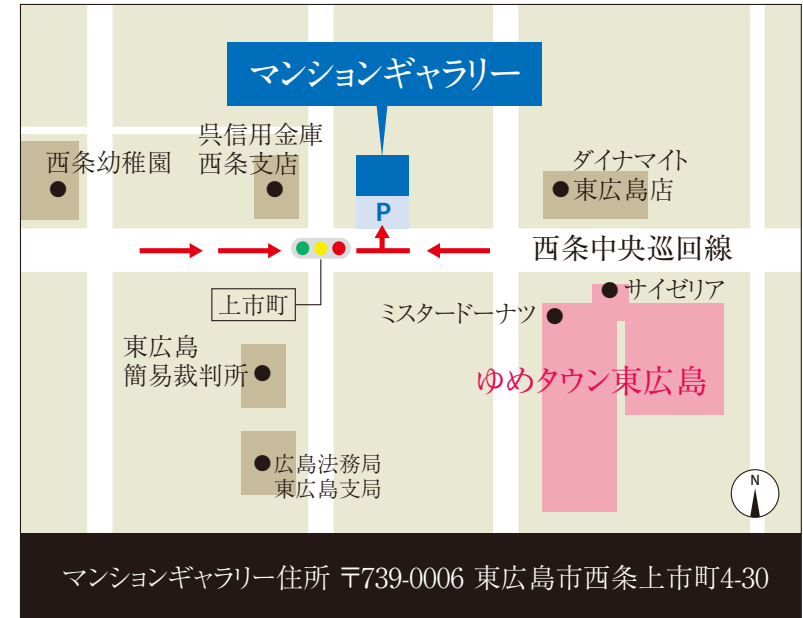 マンションギャラリー
呉信用金庫
西条支店
西条幼稚園
ダイナマイト
東広島店
P
西条中央巡回線
上市町
サイゼリア
ミスタードーナツ
東広島
簡易裁判所
ゆめタウン東広島
広島法務局
東広島支局
N
マンションギャラリー住所 〒739-0006 東広島市西条上市町4-30